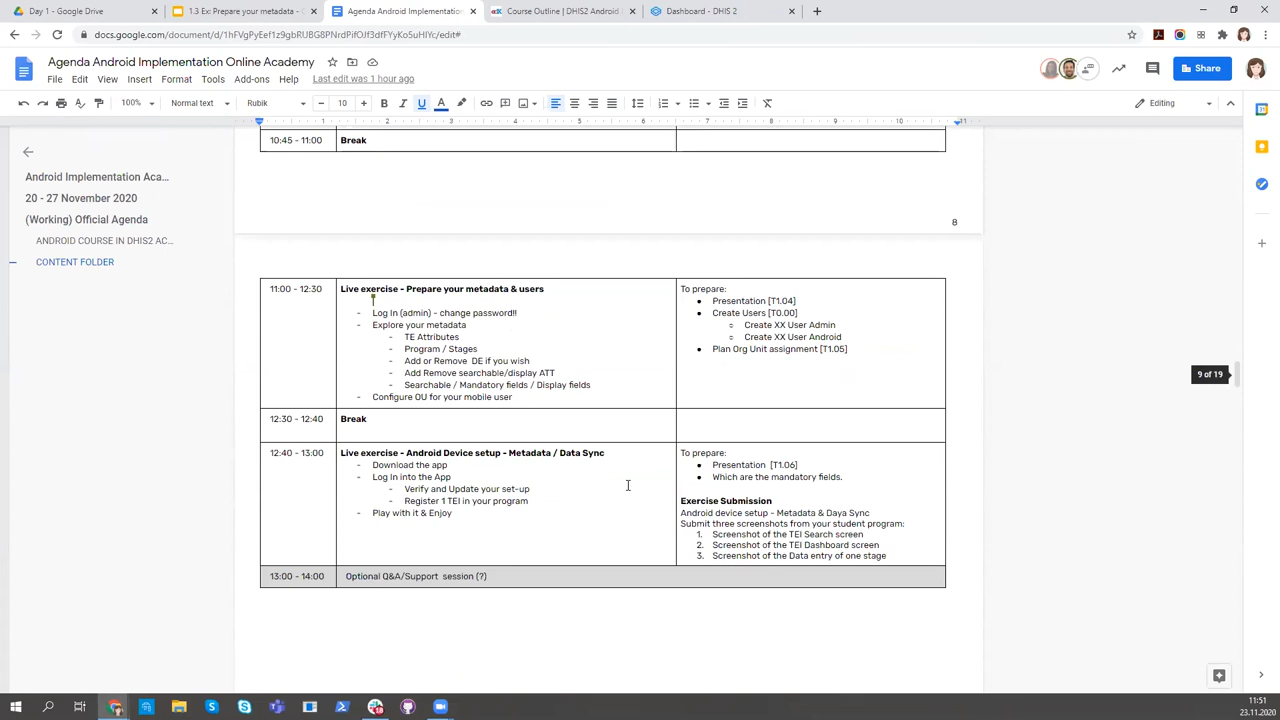 Day 1 - Google Drive
1.3 Ex: Prepare your metadata - S
Agenda Android Implementation
Course Outline | DHIS2 Android I
Dashboard - DHIS 2
Agenda Android Implementation Online Academy
File Edit View Insert Format Tools Add-ons Help Last edit was 1 hour ago
Share
100% Normal text Rubik 10 Editing
1 2 3 4 5 6 7 8 9 10 11
10:45 - 11:00 Break
8
Android Implementation Aca...
20 - 27 November 2020
(Working) Official Agenda
ANDROID COURSE IN DHIS2 AC...
CONTENT FOLDER
11:00 - 12:30
Live exercise - Prepare your metadata & users
- Log In (admin) - change password!!
- Explore your metadata
- TE Attributes
- Program / Stages
- Add or Remove DE if you wish
- Add Remove searchable/display ATT
- Searchable / Mandatory fields / Display fields
- Configure OU for your mobile user
To prepare:
● Presentation [T1.04]
● Create Users [T0.00]
○ Create XX User Admin
○ Create XX User Android
● Plan Org Unit assignment [T1.05]
9 of 19
12:30 - 12:40 Break
12:40 - 13:00
Live exercise - Android Device setup - Metadata / Data Sync
- Download the app
- Log In into the App
- Verify and Update your set-up
- Register 1 TEI in your program
- Play with it & Enjoy
To prepare:
● Presentation [T1.06]
● Which are the mandatory fields.
Exercise Submission
Android device setup - Metadata & Daya Sync
Submit three screenshots from your student program:
1. Screenshot of the TEI Search screen
2. Screenshot of the TEI Dashboard screen
3. Screenshot of the Data entry of one stage
13:00 - 14:00 Optional Q&A/Support session (?)
11:51
23.11.2020